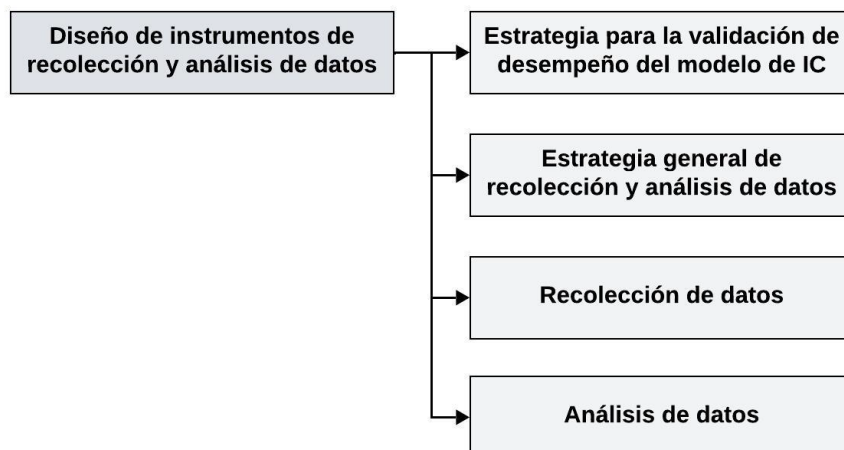 Diseño de instrumentos de
recolección y análisis de datos
Estrategia para la validación de
desempeño del modelo de IC
Estrategia general de
recolección y análisis de datos
Recolección de datos
Análisis de datos